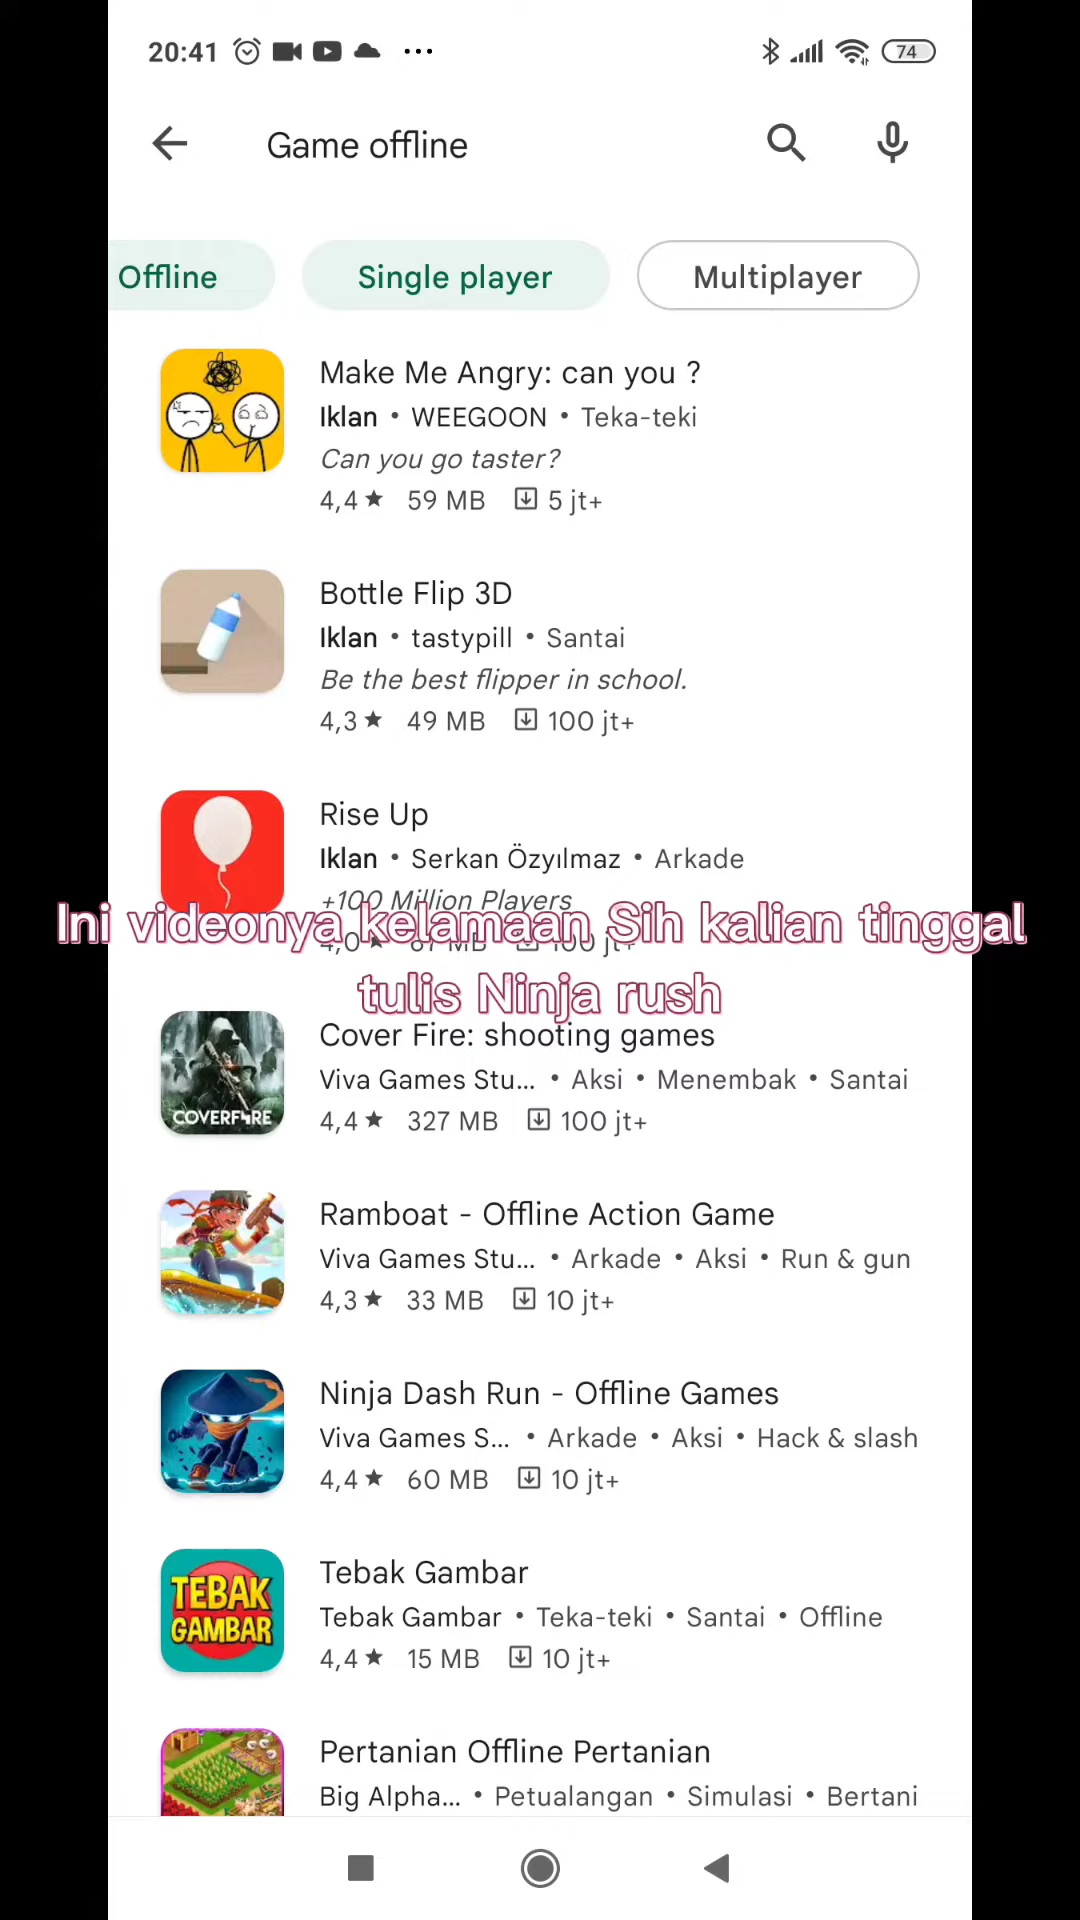 20:41
74
Game offline
Offline
Single player
Multiplayer
Make Me Angry: can you ?
Iklan • WEEGOON • Teka-teki
Can you go taster?
4,4★ 59 MB 5 jt+
Bottle Flip 3D
Iklan • tastypill • Santai
Be the best flipper in school.
4,3★ 49 MB 100 jt+
Rise Up
Iklan • Serkan Özyılmaz • Arkade
+100 Million Players
4,0★ 67 MB 100 jt+
Ini videonya kelamaan Sih kalian tinggal
tulis Ninja rush
COVERFIRE
Cover Fire: shooting games
Viva Games Stu... • Aksi • Menembak • Santai
4,4★ 327 MB 100 jt+
Ramboat - Offline Action Game
Viva Games Stu... • Arkade • Aksi • Run & gun
4,3★ 33 MB 10 jt+
Ninja Dash Run - Offline Games
Viva Games S... • Arkade • Aksi • Hack & slash
4,4★ 60 MB 10 jt+
TEBAK
GAMBAR
Tebak Gambar
Tebak Gambar • Teka-teki • Santai • Offline
4,4★ 15 MB 10 jt+
Pertanian Offline Pertanian
Big Alpha... • Petualangan • Simulasi • Bertani